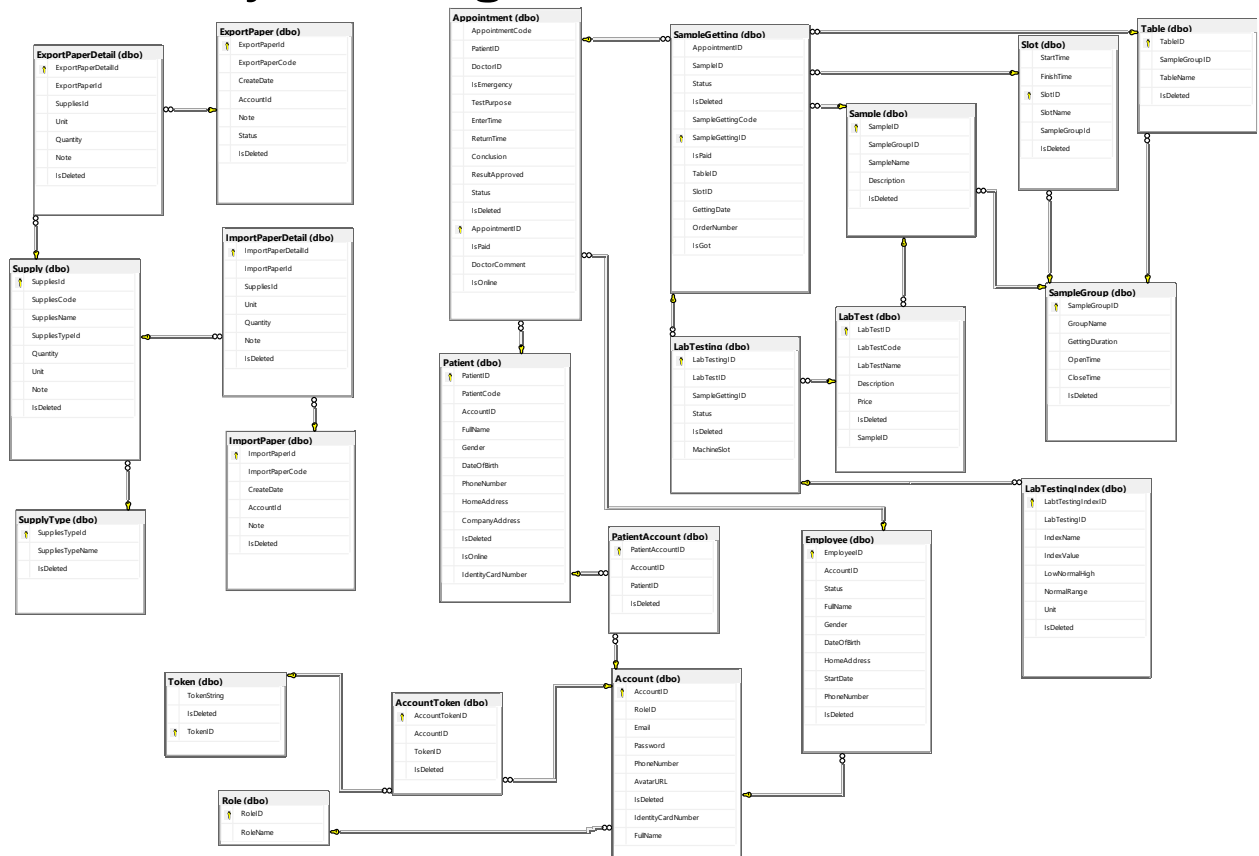 ExportPaperDetail (dbo)
ExportPaperDetailId
ExportPaperId
SuppliesId
Unit
Quantity
Note
IsDeleted
ExportPaper (dbo)
ExportPaperId
ExportPaperCode
CreateDate
AccountId
Note
Status
IsDeleted
Supply (dbo)
SuppliesId
SuppliesCode
SuppliesName
SuppliesTypeId
Quantity
Unit
Note
IsDeleted
ImportPaperDetail (dbo)
ImportPaperDetailId
ImportPaperId
SuppliesId
Unit
Quantity
Note
IsDeleted
ImportPaper (dbo)
ImportPaperId
ImportPaperCode
CreateDate
AccountId
Note
IsDeleted
SupplyType (dbo)
SuppliesTypeId
SuppliesTypeName
IsDeleted
Appointment (dbo)
AppointmentCode
PatientID
DoctorID
IsEmergency
TestPurpose
EnterTime
ReturnTime
Conclusion
ResultApproved
Status
IsDeleted
AppointmentID
IsPaid
DoctorComment
IsOnline
Patient (dbo)
PatientID
PatientCode
AccountID
FullName
Gender
DateOfBirth
PhoneNumber
HomeAddress
CompanyAddress
IsDeleted
IsOnline
IdentityCardNumber
SampleGetting (dbo)
AppointmentID
SampleID
Status
IsDeleted
SampleGettingCode
SampleGettingID
IsPaid
TableID
SlotID
GettingDate
OrderNumber
IsGot
Sample (dbo)
SampleID
SampleGroupID
SampleName
Description
IsDeleted
Slot (dbo)
StartTime
FinishTime
SlotID
SlotName
SampleGroupId
IsDeleted
Table (dbo)
TableID
SampleGroupID
TableName
IsDeleted
SampleGroup (dbo)
SampleGroupID
GroupName
GettingDuration
OpenTime
CloseTime
IsDeleted
LabTest (dbo)
LabTestID
LabTestCode
LabTestName
Description
Price
IsDeleted
SampleID
LabTesting (dbo)
LabTestingID
LabTestID
SampleGettingID
Status
IsDeleted
MachineSlot
LabTestingIndex (dbo)
LabtTestingIndexID
LabTestingID
IndexName
IndexValue
LowNormalHigh
NormalRange
Unit
IsDeleted
PatientAccount (dbo)
PatientAccountID
AccountID
PatientID
IsDeleted
Employee (dbo)
EmployeeID
AccountID
Status
FullName
Gender
DateOfBirth
HomeAddress
StartDate
PhoneNumber
IsDeleted
Token (dbo)
TokenString
IsDeleted
TokenID
AccountToken (dbo)
AccountTokenID
AccountID
TokenID
IsDeleted
Account (dbo)
AccountID
RoleID
Email
Password
PhoneNumber
AvatarURL
IsDeleted
IdentityCardNumber
FullName
Role (dbo)
RoleID
RoleName